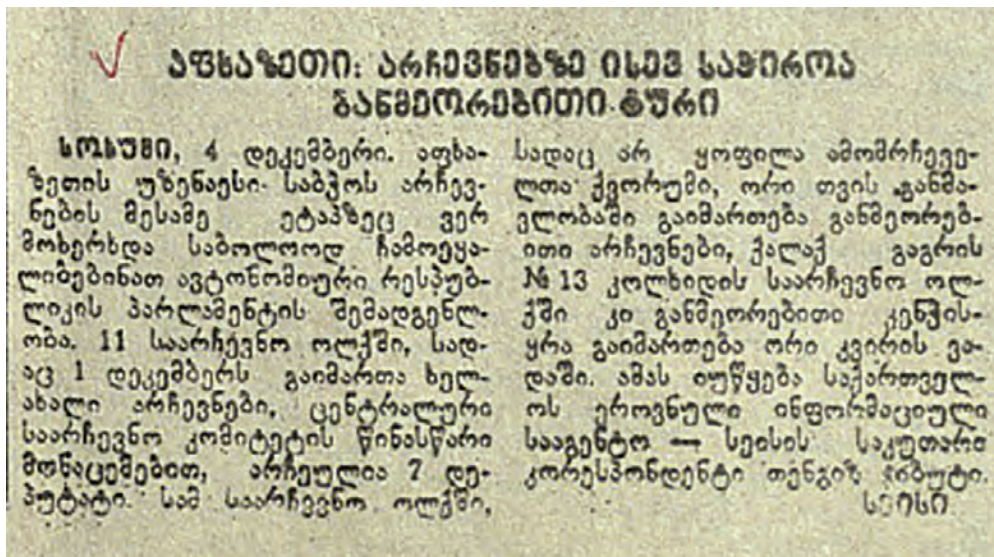 აფხაზეთი: არჩევნებზე ისევ საჭიროა
განმეორებითი ტური
სოხუმი, 4 დეკემბერი. აფხა-
ზეთის უზენაესი საბჭოს არჩევ-
ნების მესამე ეტაპზეც ვერ
მოხერხდა საბოლოოდ ჩამოეყა-
ლიბებინათ ავტონომიური რესპუბ-
ლიკის პარლამენტის შემადგენლ-
ობა. 11 საარჩევნო ოლქში, სად-
აც 1 დეკემბერს გაიმართა ხელ-
ახალი არჩევნები, ცენტრალური
საარჩევნო კომიტეტის წინასწარი
მონაცემებით, არჩეულია 7 დე-
პუტატი. სამ საარჩევნო ოლქში,
სადაც არ ყოფილა ამომრჩეველ-
ლთა ქვორუმი, ორი თვის განმა-
ვლობაში გაიმართება განმეორებ-
ითი არჩევნები, ქალაქ გაგრის
№ 13 კოლხიდის საარჩევნო ოლ-
ქში კი განმეორებითი კენჭის-
ყრა გაიმართება ორი კვირის ვა-
დაში. ამას იუწყება საქართველ-
ოს ეროვნული ინფორმაციული
სააგენტო — სეისის საკუთარი
კორესპონდენტი თენგიზ ჯიბუტი.
სეისი